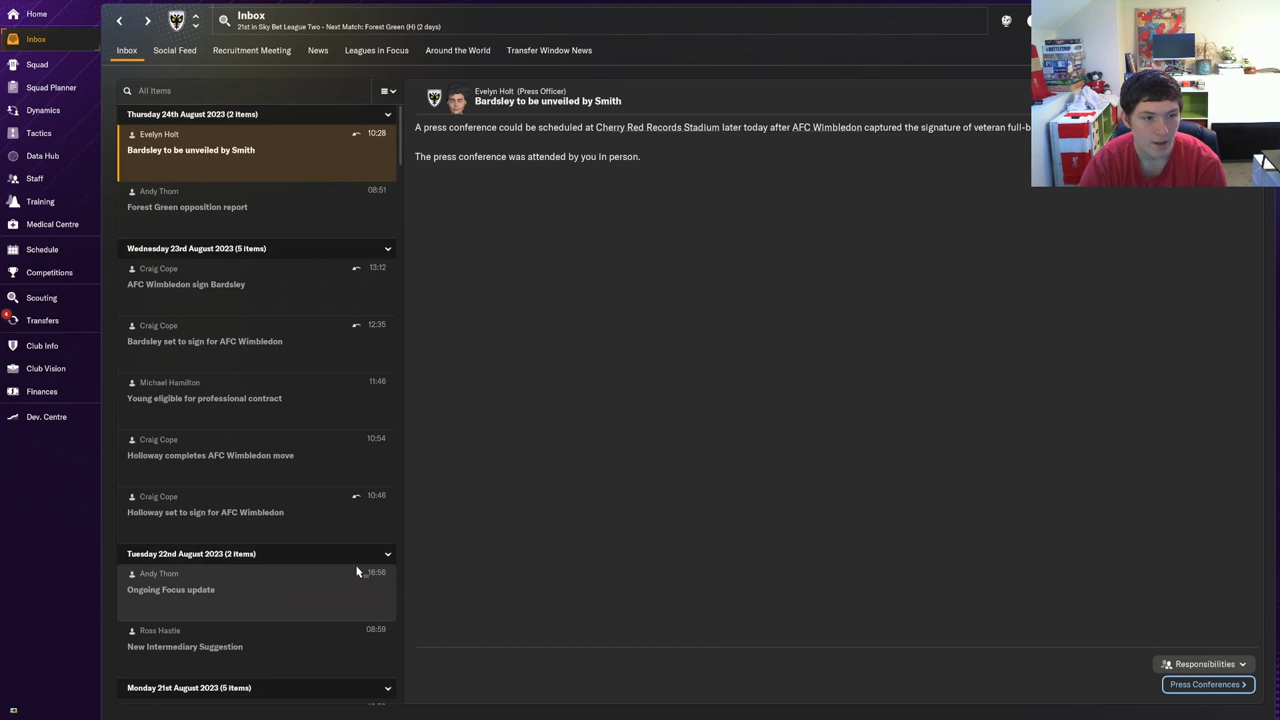 Home
Inbox
Squad
Squad Planner
Dynamics
Tactics
Data Hub
Staff
Training
Medical Centre
Schedule
Competitions
Scouting
4
Transfers
Club Info
Club Vision
Finances
Dev. Centre
Inbox
21st in Sky Bet League Two - Next Match: Forest Green (H) (2 days)
Inbox
Social Feed
Recruitment Meeting
News
Leagues in Focus
Around the World
Transfer Window News
All Items
Thursday 24th August 2023 (2 items)
Evelyn Holt 10:28
Bardsley to be unveiled by Smith
Andy Thorn 08:51
Forest Green opposition report
Wednesday 23rd August 2023 (5 items)
Craig Cope 13:12
AFC Wimbledon sign Bardsley
Craig Cope 12:35
Bardsley set to sign for AFC Wimbledon
Michael Hamilton 11:46
Young eligible for professional contract
Craig Cope 10:54
Holloway completes AFC Wimbledon move
Craig Cope 10:46
Holloway set to sign for AFC Wimbledon
Tuesday 22nd August 2023 (2 items)
Andy Thorn 16:56
Ongoing Focus update
Ross Hastie 08:59
New Intermediary Suggestion
Monday 21st August 2023 (5 items)
Evelyn Holt (Press Officer)
Bardsley to be unveiled by Smith
A press conference could be scheduled at Cherry Red Records Stadium later today after AFC Wimbledon captured the signature of veteran full-b
The press conference was attended by you in person.
Responsibilities
Press Conferences